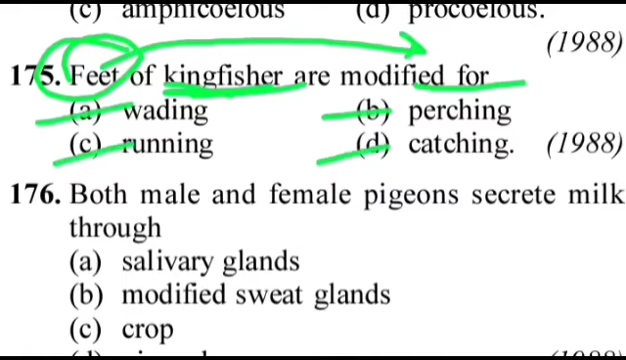 (c) amphicoelous (d) procoelous.
(1988)
175. Feet of kingfisher are modified for
(a) wading (b) perching
(c) running (d) catching. (1988)
176. Both male and female pigeons secrete milk
through
(a) salivary glands
(b) modified sweat glands
(c) crop